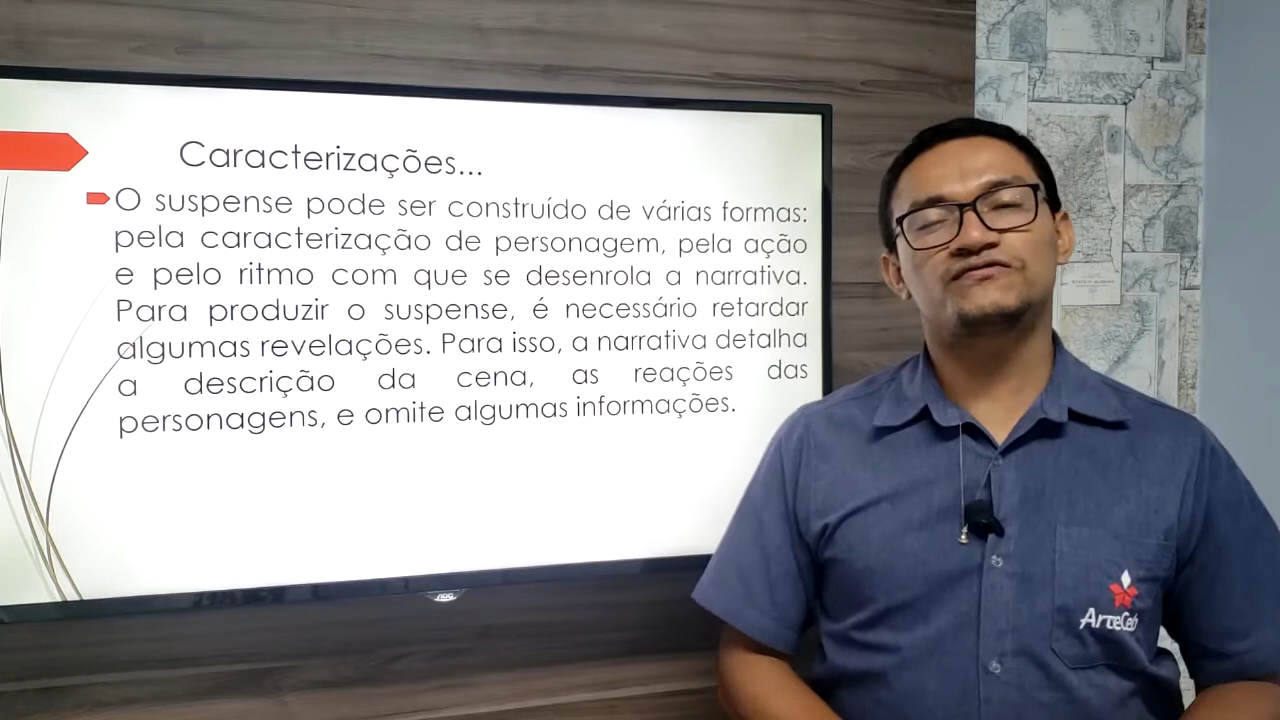 Caracterizações...
O suspense pode ser construído de várias formas:
pela caracterização de personagem, pela ação
e pelo ritmo com que se desenrola a narrativa.
Para produzir o suspense, é necessário retardar
algumas revelações. Para isso, a narrativa detalha
a descrição da cena, as reações das
personagens, e omite algumas informações.
AOC
ArteCeb